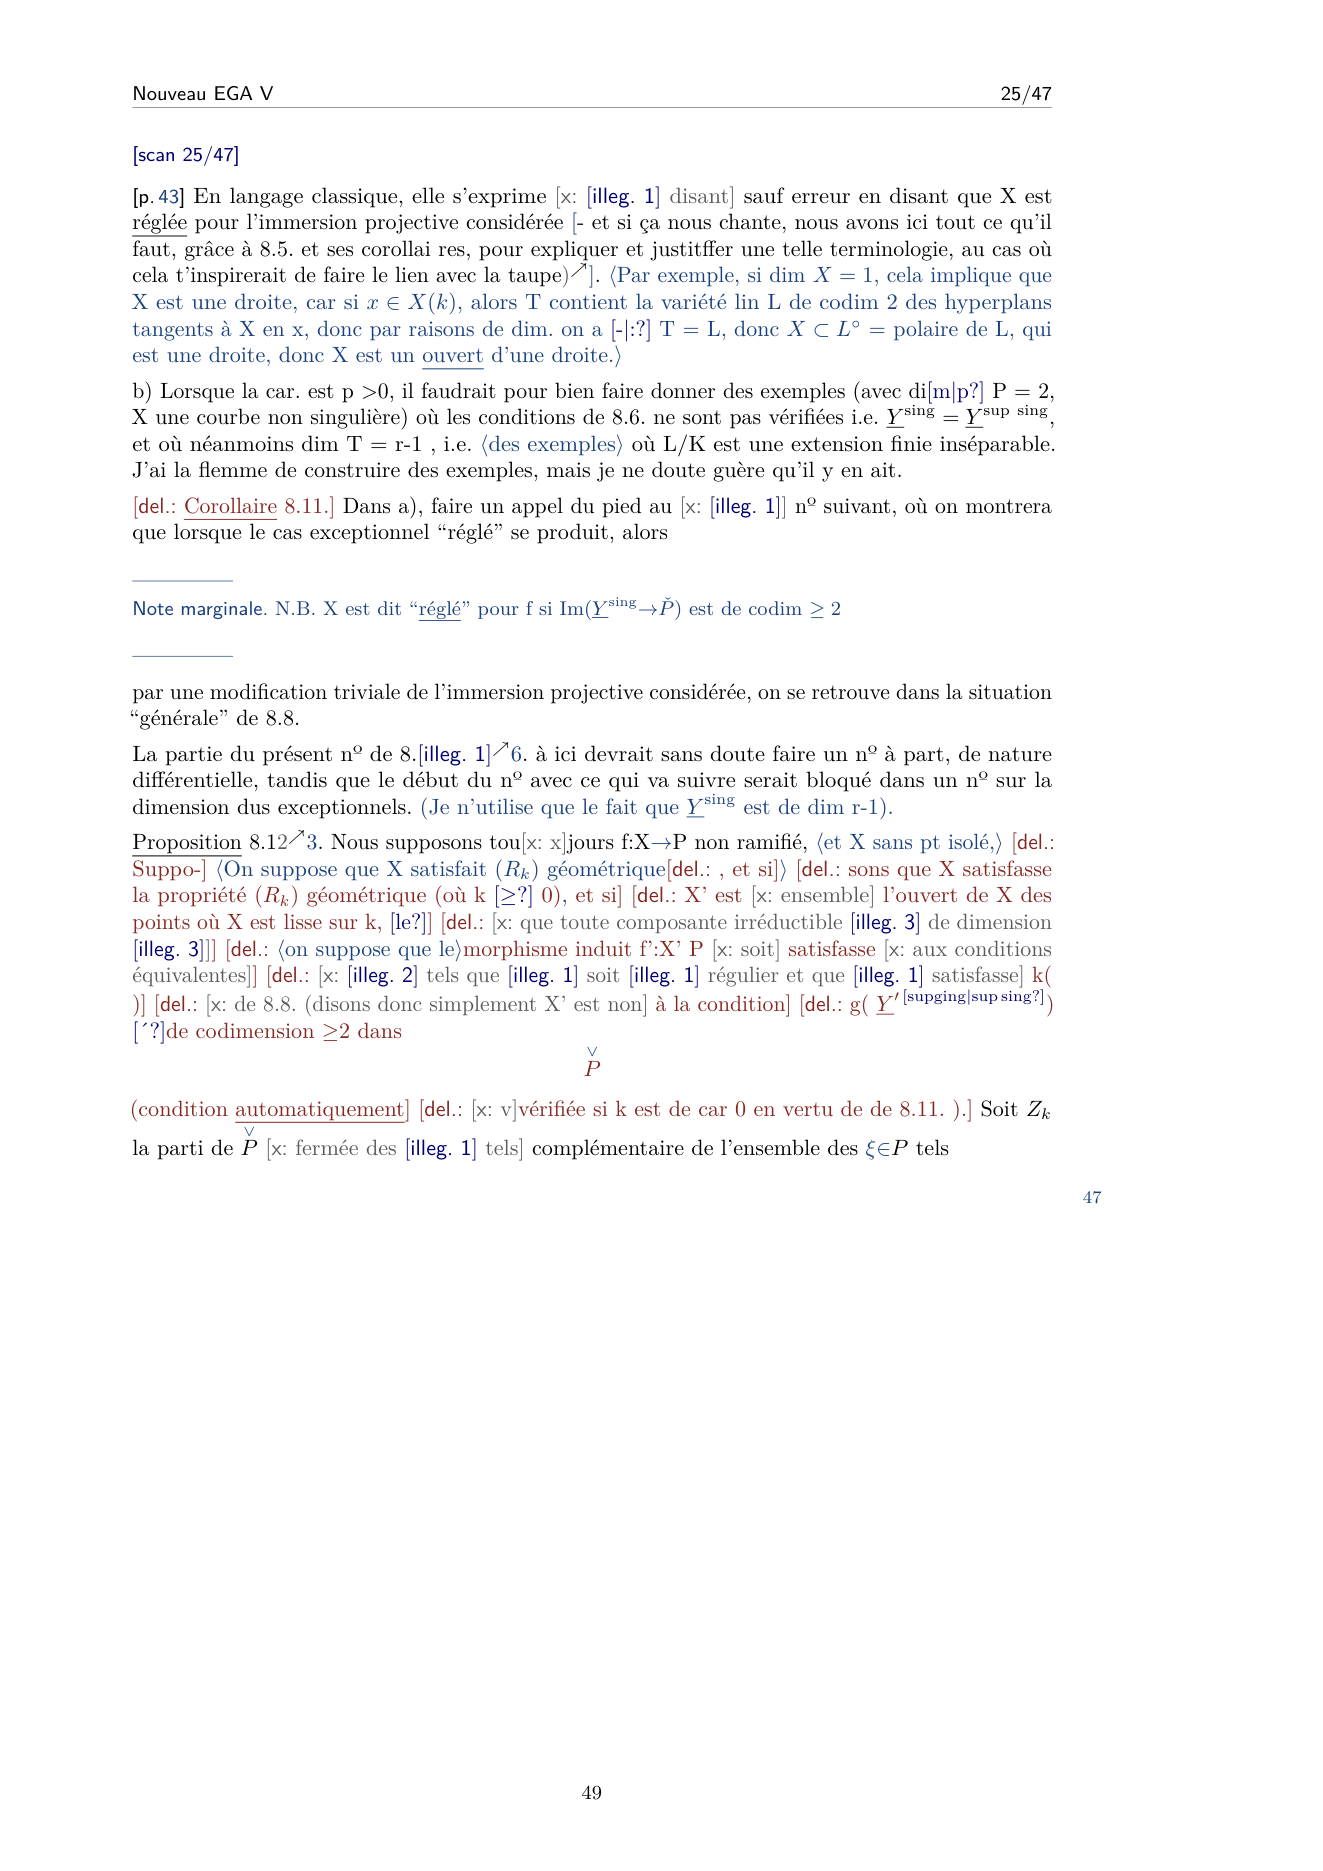 Nouveau EGA V 25/47
[scan 25/47]
[p. 43] En langage classique, elle s'exprime [x: [illeg. 1] disant] sauf erreur en disant que X est
réglée pour l'immersion projective considérée [- et si ça nous chante, nous avons ici tout ce qu'il
faut, grâce à 8.5. et ses corollai res, pour expliquer et justitffer une telle terminologie, au cas où
cela t'inspirerait de faire le lien avec la taupe)↗]. ⟨Par exemple, si dim X = 1, cela implique que
X est une droite, car si x ∈ X(k), alors T contient la variété lin L de codim 2 des hyperplans
tangents à X en x, donc par raisons de dim. on a [-|:?] T = L, donc X ⊂ L° = polaire de L, qui
est une droite, donc X est un ouvert d'une droite.⟩
b) Lorsque la car. est p >0, il faudrait pour bien faire donner des exemples (avec di[m|p?] P = 2,
X une courbe non singulière) où les conditions de 8.6. ne sont pas vérifiées i.e. Y^sing = Y^sup sing,
et où néanmoins dim T = r-1 , i.e. ⟨des exemples⟩ où L/K est une extension finie inséparable.
J'ai la flemme de construire des exemples, mais je ne doute guère qu'il y en ait.
[del.: Corollaire 8.11.] Dans a), faire un appel du pied au [x: [illeg. 1]] nº suivant, où on montrera
que lorsque le cas exceptionnel “réglé” se produit, alors
Note marginale. N.B. X est dit “réglé” pour f si Im(Y^sing→P̌) est de codim ≥ 2
par une modification triviale de l'immersion projective considérée, on se retrouve dans la situation
“générale” de 8.8.
La partie du présent nº de 8.[illeg. 1]↗6. à ici devrait sans doute faire un nº à part, de nature
différentielle, tandis que le début du nº avec ce qui va suivre serait bloqué dans un nº sur la
dimension dus exceptionnels. (Je n'utilise que le fait que Y^sing est de dim r-1).
Proposition 8.12↗3. Nous supposons tou[x: x]jours f:X→P non ramifié, ⟨et X sans pt isolé,⟩ [del.:
Suppo-] ⟨On suppose que X satisfait (R_k) géométrique[del.: , et si]⟩ [del.: sons que X satisfasse
la propriété (R_k) géométrique (où k [≥?] 0), et si] [del.: X' est [x: ensemble] l'ouvert de X des
points où X est lisse sur k, [le?]] [del.: [x: que toute composante irréductible [illeg. 3] de dimension
[illeg. 3]]] [del.: ⟨on suppose que le⟩morphisme induit f':X' P [x: soit] satisfasse [x: aux conditions
équivalentes]] [del.: [x: [illeg. 2] tels que [illeg. 1] soit [illeg. 1] régulier et que [illeg. 1] satisfasse] k(
)] [del.: [x: de 8.8. (disons donc simplement X' est non] à la condition] [del.: g( Y′^[supging|sup sing?])
[´?]de codimension ≥2 dans
P̌
(condition automatiquement] [del.: [x: v]vérifiée si k est de car 0 en vertu de de 8.11. ).] Soit Z_k
la parti de P̌ [x: fermée des [illeg. 1] tels] complémentaire de l'ensemble des ξ∈P tels
47
49